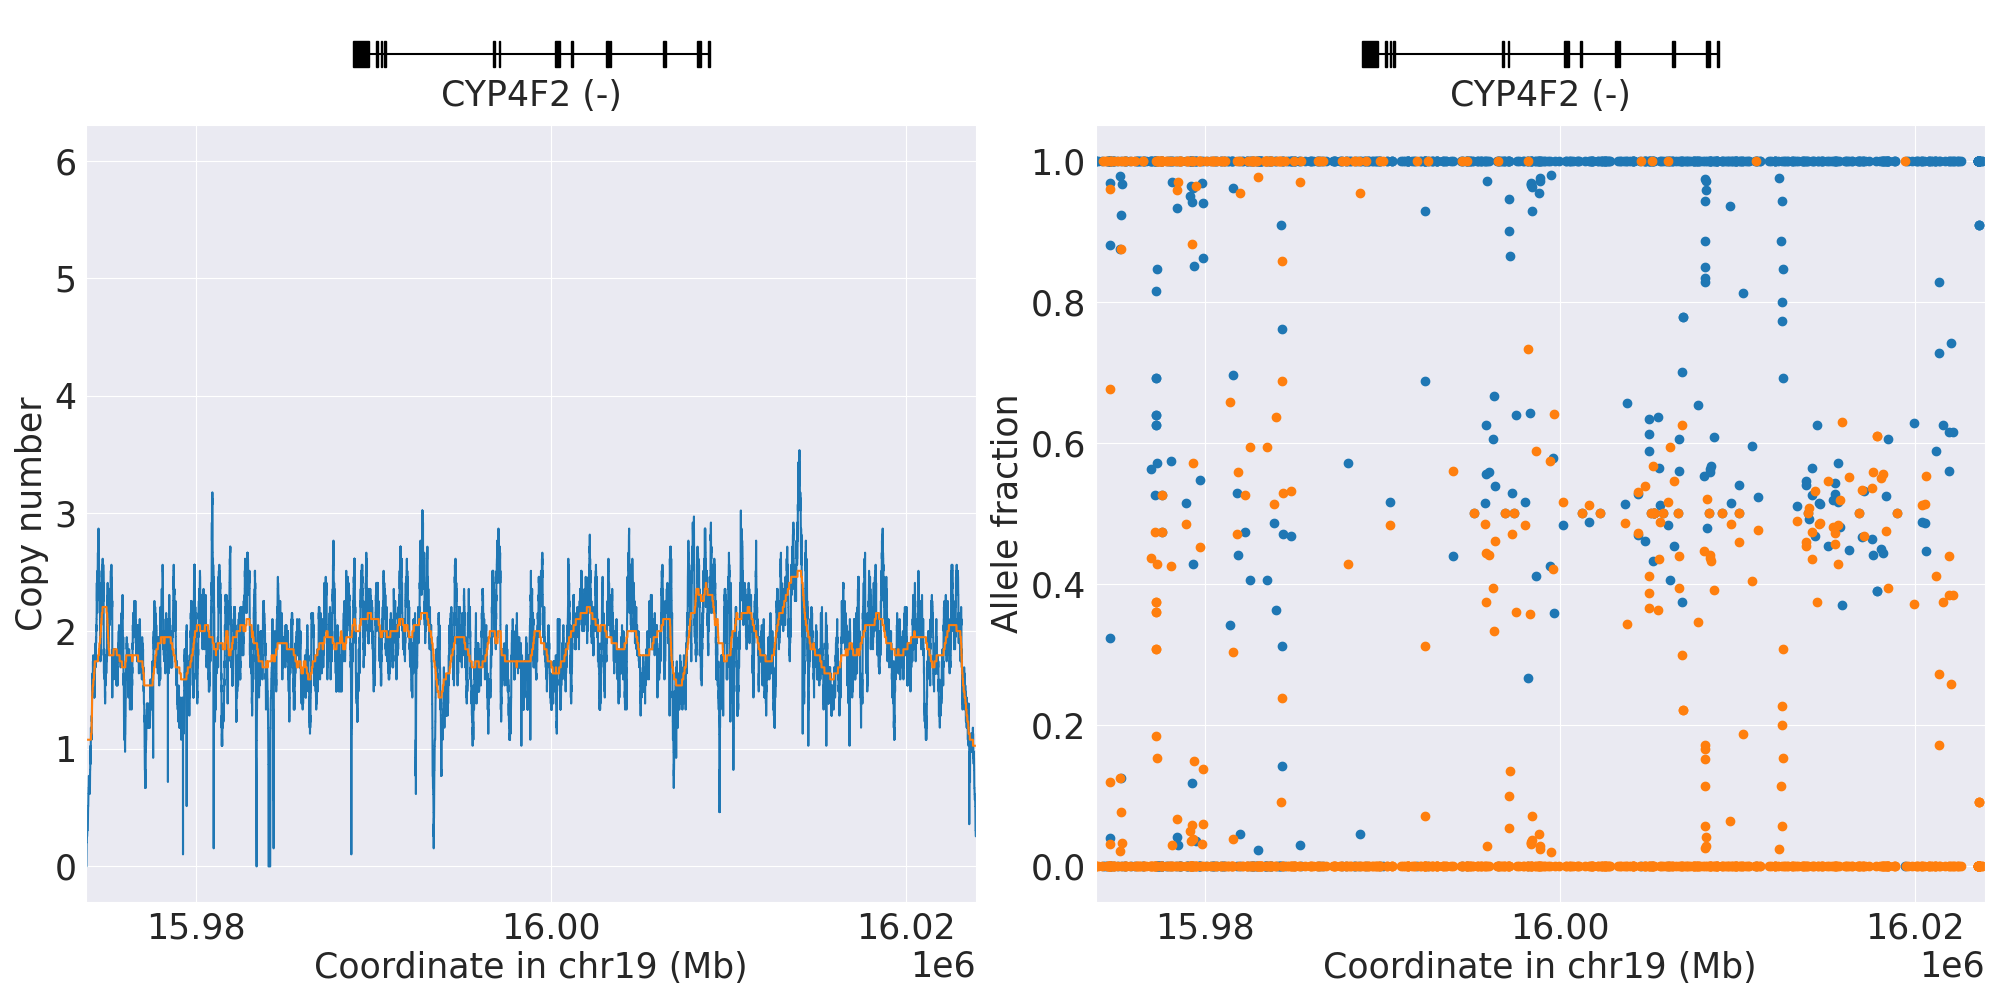 CYP4F2 (-)
6
5
4
3
2
1
0
Copy number
15.98
16.00
16.02
Coordinate in chr19 (Mb)
1e6
CYP4F2 (-)
1.0
0.8
0.6
0.4
0.2
0.0
Allele fraction
15.98
16.00
16.02
Coordinate in chr19 (Mb)
1e6